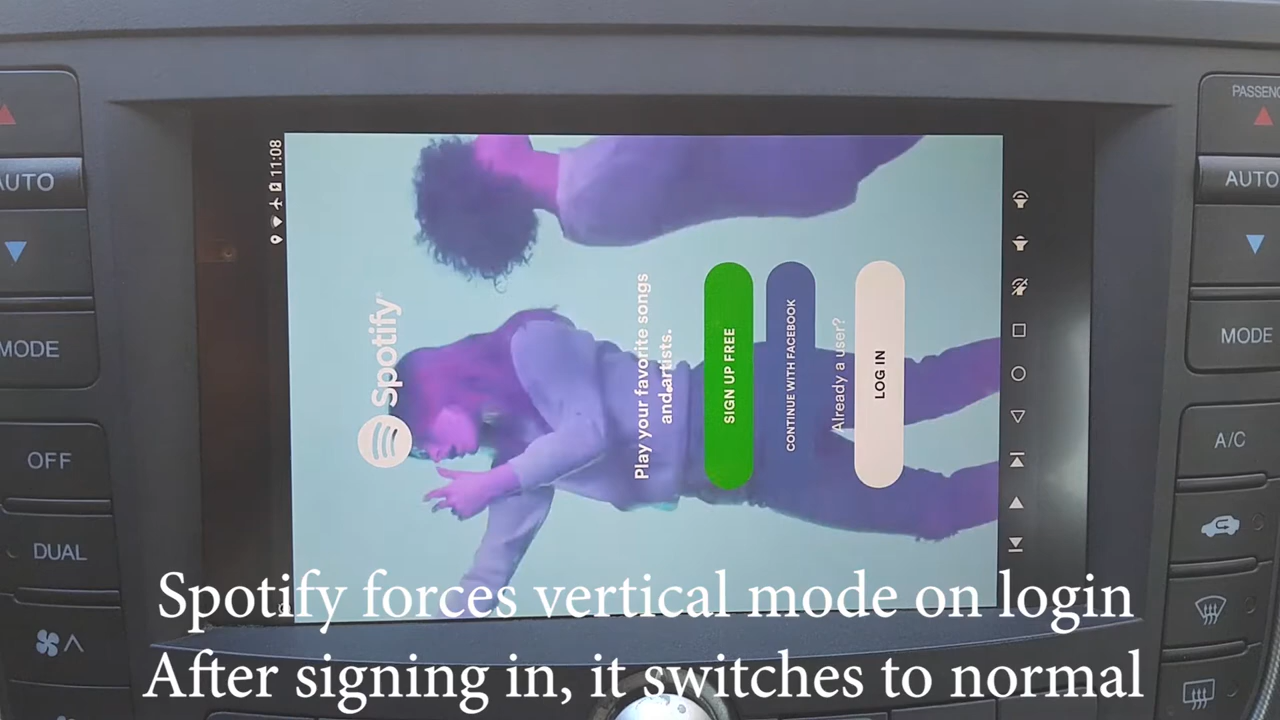 PASSENG
AUTO
AUTO
MODE
MODE
OFF
A/C
DUAL
11:08
Spotify
Play your favorite songs
and artists.
SIGN UP FREE
CONTINUE WITH FACEBOOK
Already a user?
LOG IN
Spotify forces vertical mode on login
After signing in, it switches to normal